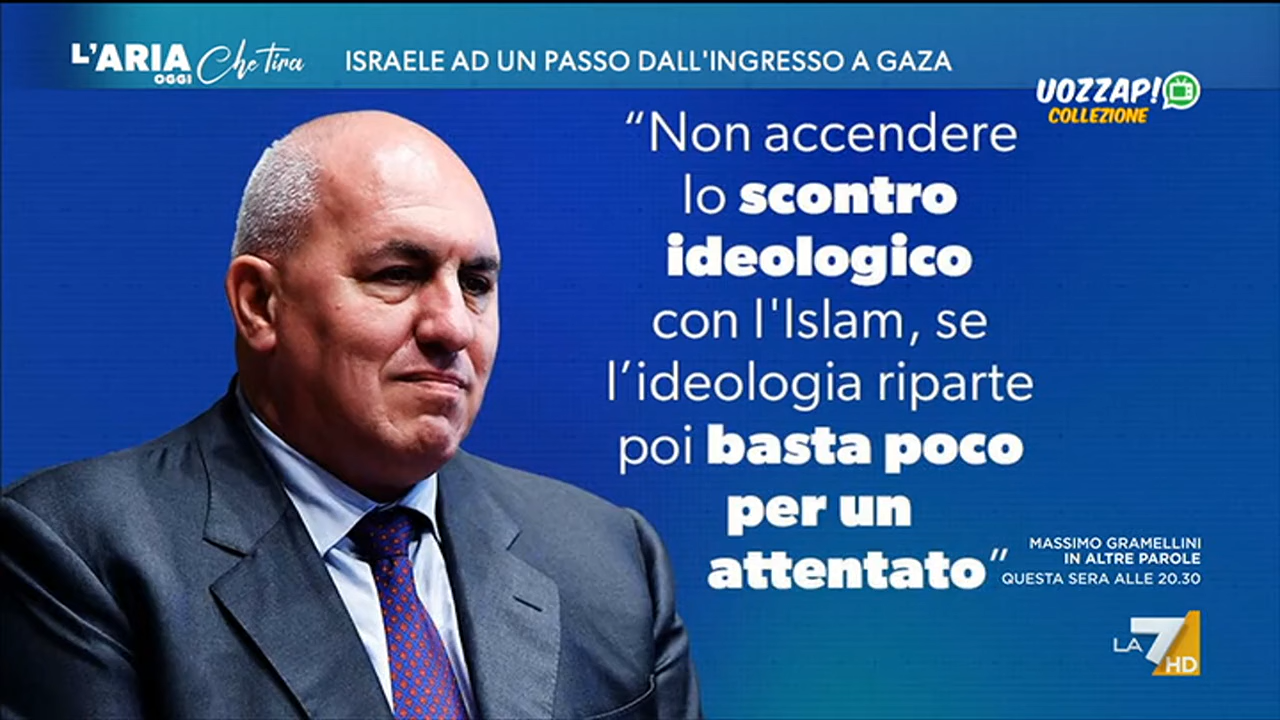 L'ARIA
OGGI
Che tira
ISRAELE AD UN PASSO DALL'INGRESSO A GAZA
UOZZAP!
COLLEZIONE
“Non accendere
lo scontro
ideologico
con l'Islam, se
l’ideologia riparte
poi basta poco
per un
attentato”
MASSIMO GRAMELLINI
IN ALTRE PAROLE
QUESTA SERA ALLE 20.30
LA 7
HD